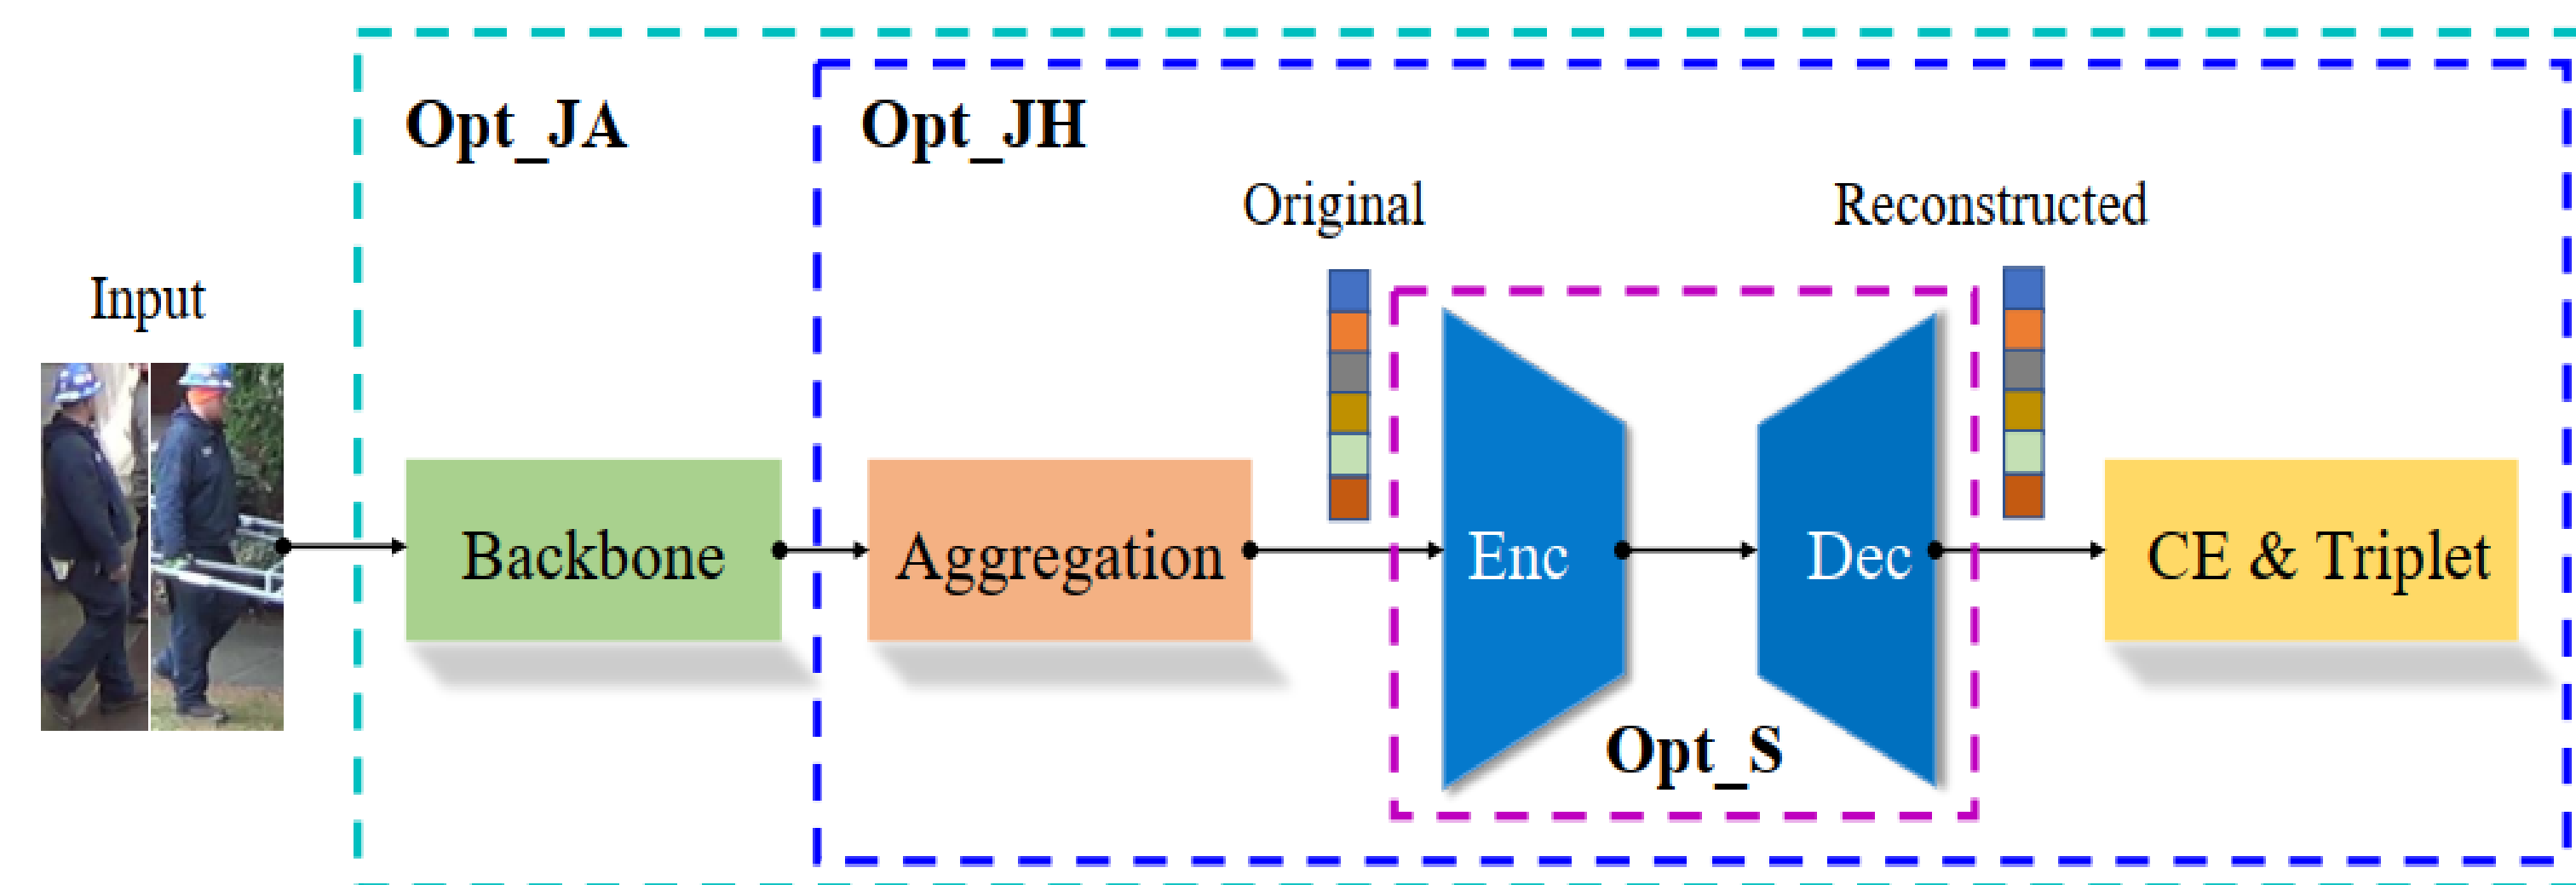 Opt_JA
Opt_JH
Original
Reconstructed
Input
Backbone
Aggregation
Enc
Dec
CE & Triplet
Opt_S